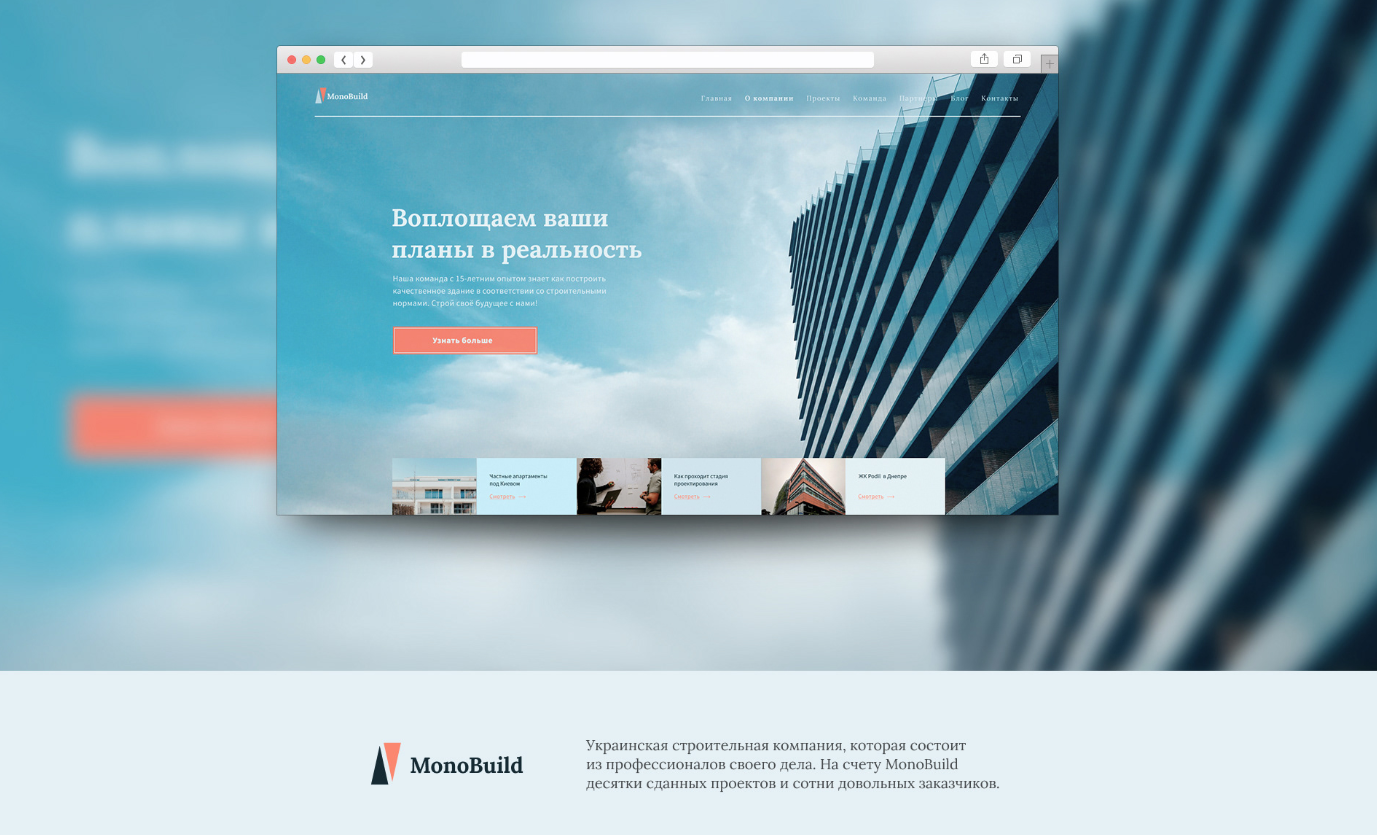 MonoBuild
Главная О компании Проекты Команда Партнеры Блог Контакты
Воплощаем ваши
планы в реальность
Наша команда с 15-летним опытом знает как построить
качественное здание в соответствии со строительными
нормами. Строй своё будущее с нами!
Узнать больше
Частные апартаменты
под Киевом
Смотреть →
Как проходит стадия
проектирования
Смотреть →
ЖК Podil в Днепре
Смотреть →
MonoBuild
Украинская строительная компания, которая состоит
из профессионалов своего дела. На счету MonoBuild
десятки сданных проектов и сотни довольных заказчиков.